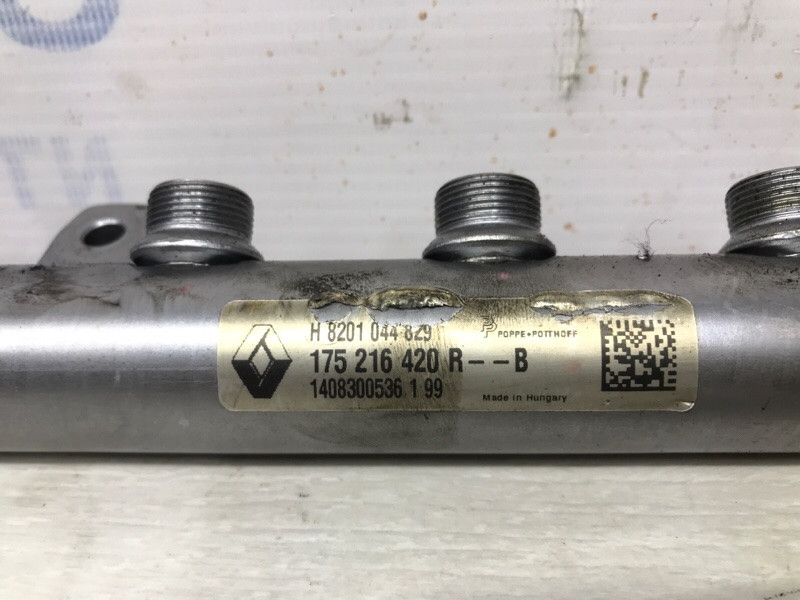 H 8201 044 829
POPPE+POTTHOFF
175 216 420 R--B
1408300536 1 99
Made in Hungary